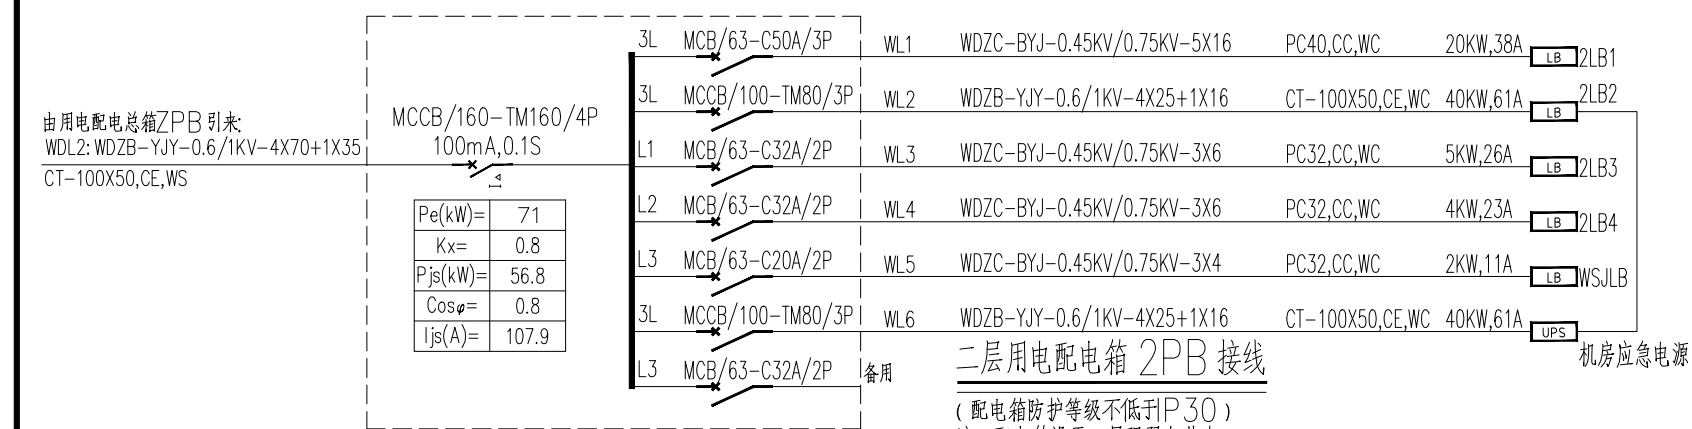 3L MCB/63-C50A/3P WL1 WDZC-BYJ-0.45KV/0.75KV-5X16 PC40,CC,WC 20KW,38A LB 2LB1
3L MCCB/100-TM80/3P WL2 WDZB-YJY-0.6/1KV-4X25+1X16 CT-100X50,CE,WC 40KW,61A LB 2LB2
由用电配电总箱ZPB引来:
WDL2: WDZB-YJY-0.6/1KV-4X70+1X35
CT-100X50,CE,WS
MCCB/160-TM160/4P
100mA,0.1S
I
L1 MCB/63-C32A/2P WL3 WDZC-BYJ-0.45KV/0.75KV-3X6 PC32,CC,WC 5KW,26A LB 2LB3
L2 MCB/63-C32A/2P WL4 WDZC-BYJ-0.45KV/0.75KV-3X6 PC32,CC,WC 4KW,23A LB 2LB4
Pe(kW)= 71
Kx= 0.8
Pjs(kW)= 56.8
Cosφ= 0.8
Ijs(A)= 107.9
L3 MCB/63-C20A/2P WL5 WDZC-BYJ-0.45KV/0.75KV-3X4 PC32,CC,WC 2KW,11A LB WSJLB
3L MCCB/100-TM80/3P WL6 WDZB-YJY-0.6/1KV-4X25+1X16 CT-100X50,CE,WC 40KW,61A UPS
机房应急电源
L3 MCB/63-C32A/2P 备用
二层用电配电箱 2PB 接线
(配电箱防护等级不低于IP30)